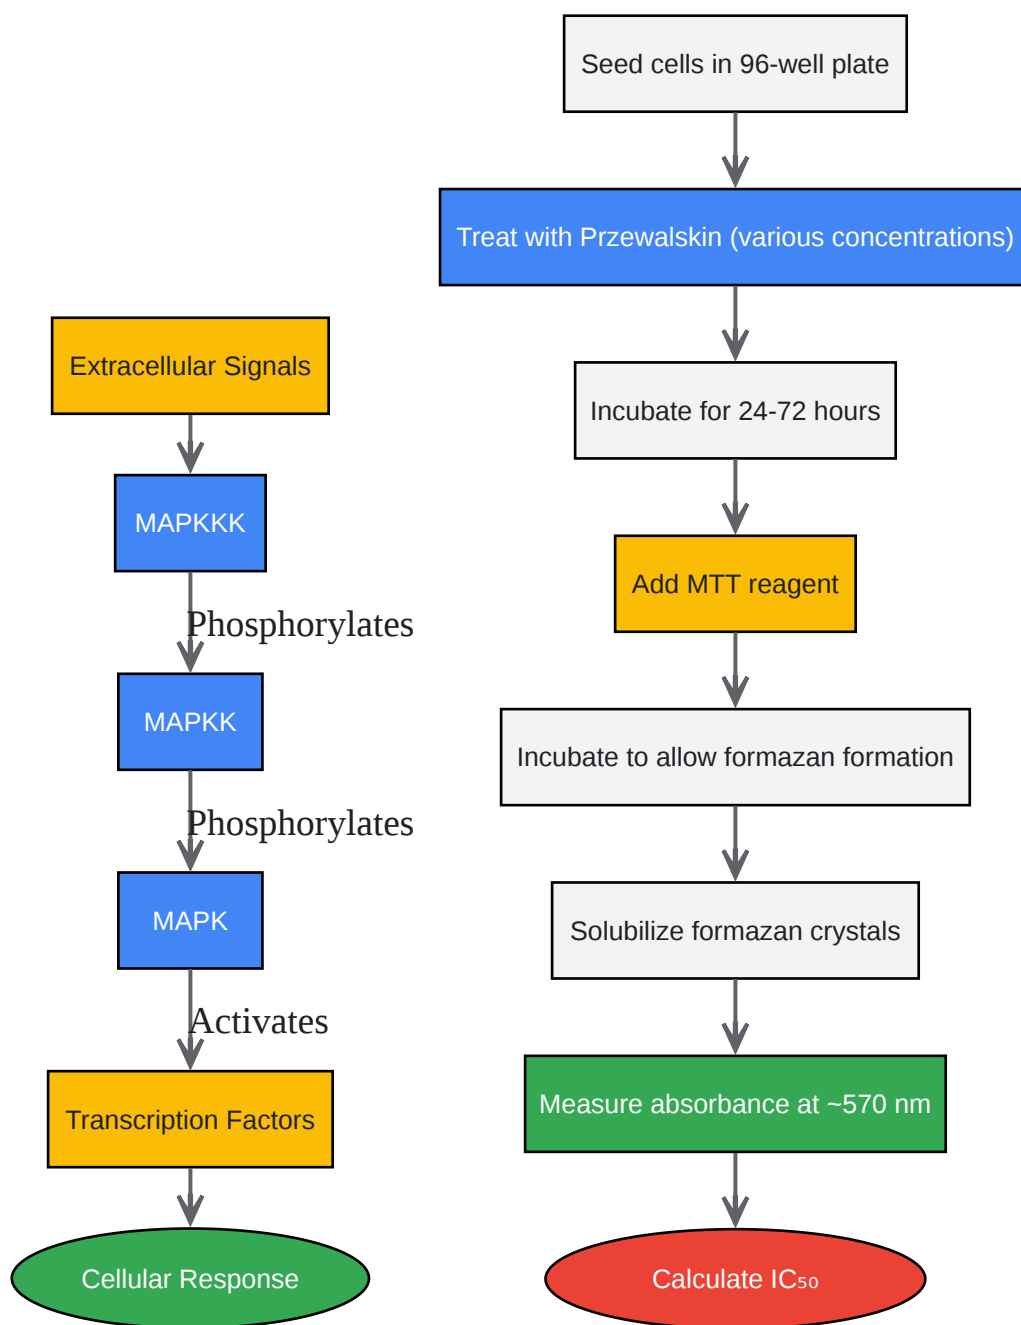 Extracellular Signals
MAPKKK
Phosphorylates
MAPKK
Phosphorylates
MAPK
Activates
Transcription Factors
Cellular Response
Seed cells in 96-well plate
Treat with Przewalskin (various concentrations)
Incubate for 24-72 hours
Add MTT reagent
Incubate to allow formazan formation
Solubilize formazan crystals
Measure absorbance at ~570 nm
Calculate IC₅₀